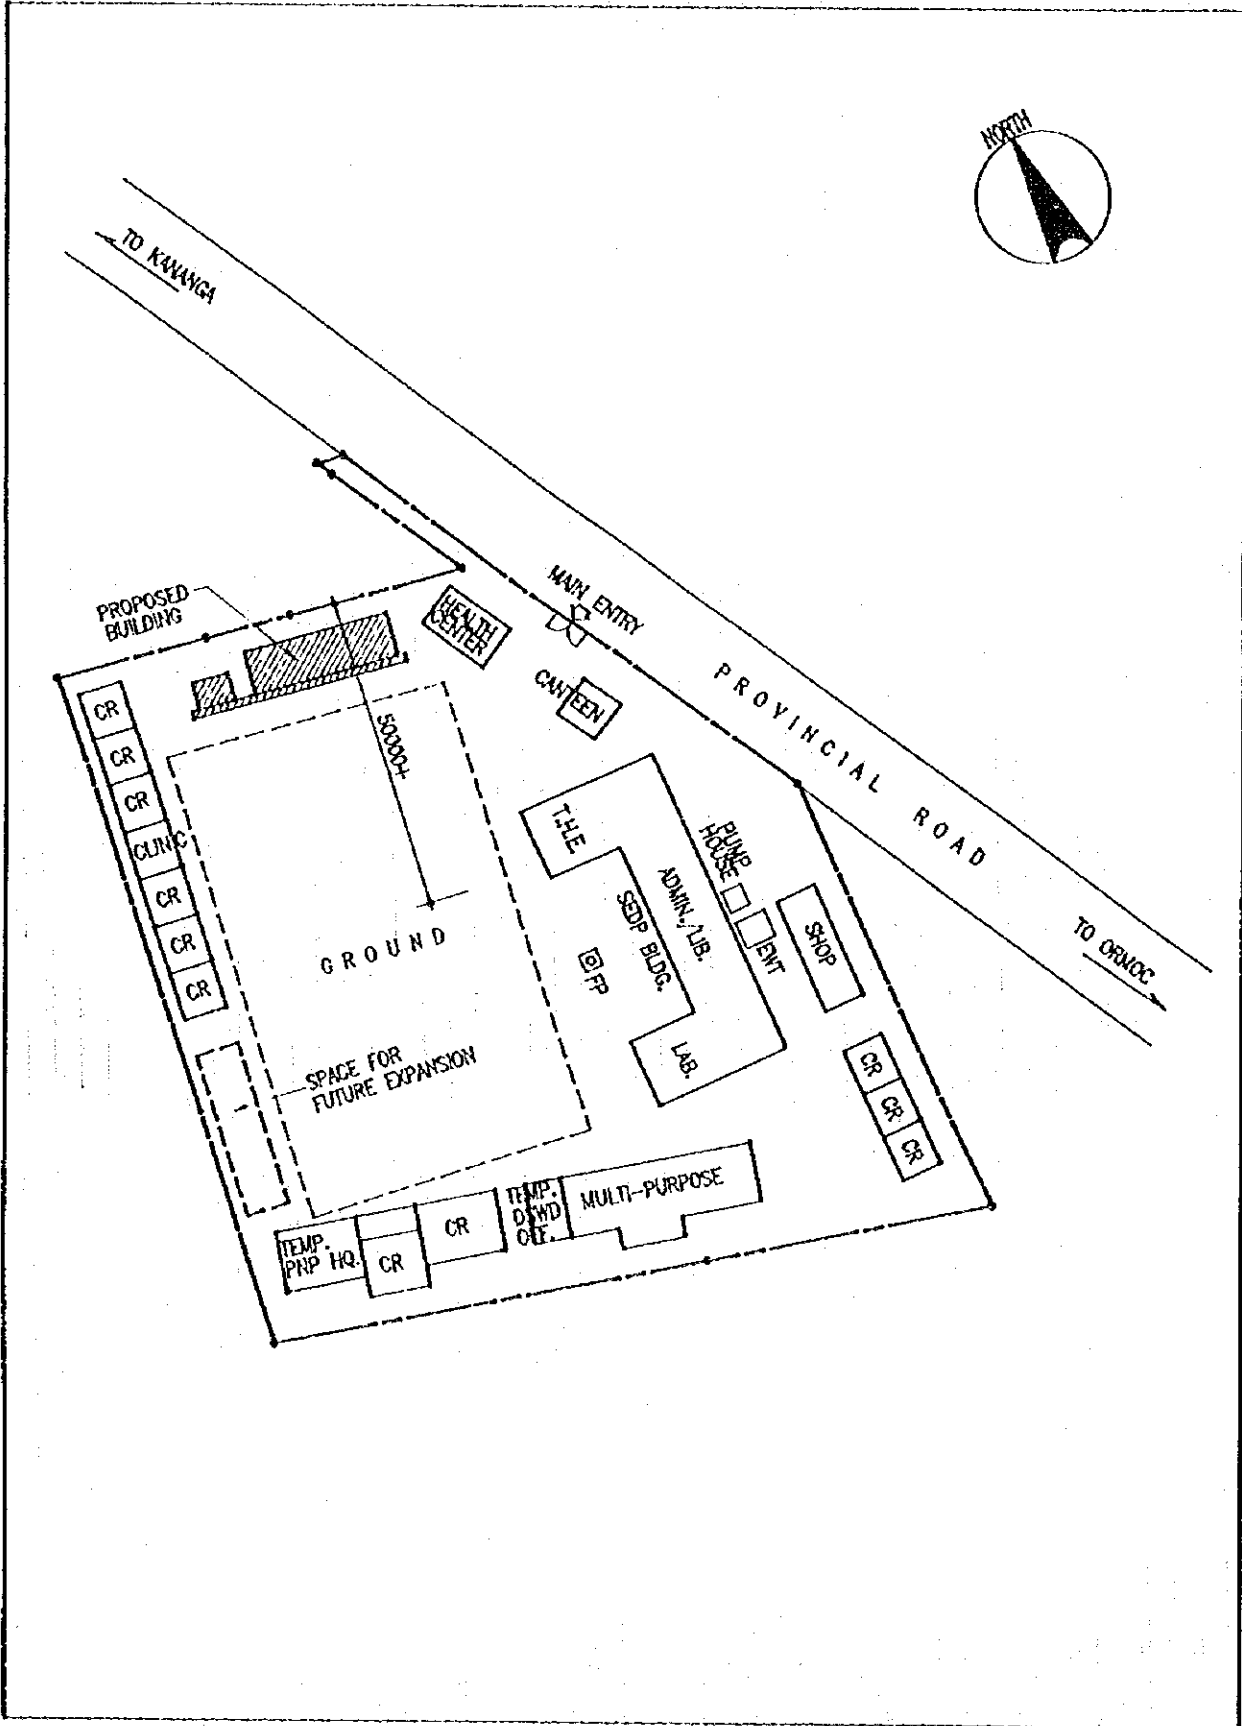 NORTH
TO KANANGA
PROPOSED
BUILDING
HEALTH
CENTER
MAIN ENTRY
CANTEEN
PROVINCIAL ROAD
TO ORMOC
CR
CR
CR
CLINIC
CR
CR
CR
50000+
GROUND
T.H.E.
ADMIN./LIB.
SEDP BLDG.
LAB.
PUMP
HOUSE
EWT
SHOP
FP
SPACE FOR
FUTURE EXPANSION
CR
CR
CR
TEMP.
PNP HQ.
CR
CR
TEMP.
DSWD
OFF.
MULTI-PURPOSE